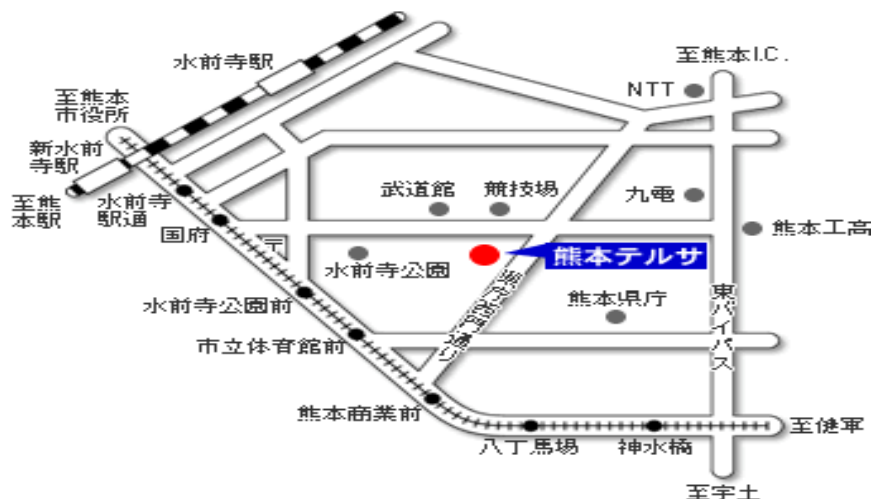 水前寺駅
至熊本I.C.
NTT
至熊本
市役所
新水前
寺駅
至熊
本駅
水前寺
駅通
国府
〒
武道館
競技場
九電
熊本工高
水前寺公園
熊本テルサ
熊本県庁
東バイパス
県庁西門通り
水前寺公園前
市立体育館前
熊本商業前
八丁馬場
神水橋
至健軍
至宇土